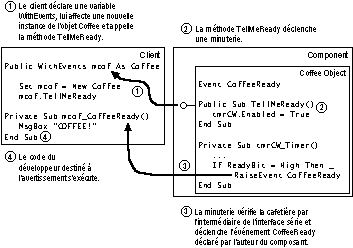 ① Le client déclare une variable
WithEvents, lui affecte une nouvelle
instance de l'objet Coffee et appelle
la méthode TellMeReady.
② La méthode TellMeReady déclenche
une minuterie.
Client
Public WithEvents mcof As Coffee
Set mcof = New Coffee
mcof.TellMeReady
①
Private Sub mcof_CoffeeReady()
MsgBox "COFFEE!"
End Sub ④
Component
Coffee Object
Event CoffeeReady
Public Sub TellMeReady()
tmrCW.Enabled = True
②
End Sub
Private Sub tmrCW_Timer()
...
If ReadyBit = High Then _
③
RaiseEvent CoffeeReady
End Sub
④ Le code du
développeur destiné à
l'avertissement s'exécute.
③ La minuterie vérifie la cafetière par
l'intermédiaire de l'interface série et
déclenche l'événement CoffeeReady
déclaré par l'auteur du composant.